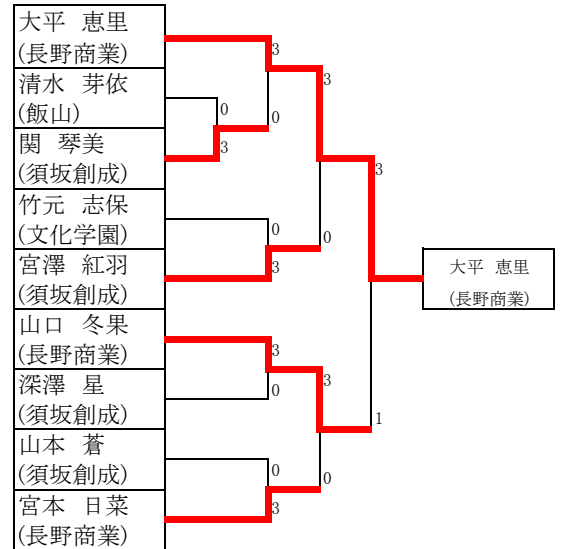 大平 恵里
(長野商業)
清水 芽依
(飯山)
関 琴美
(須坂創成)
竹元 志保
(文化学園)
宮澤 紅羽
(須坂創成)
山口 冬果
(長野商業)
深澤 星
(須坂創成)
山本 蒼
(須坂創成)
宮本 日菜
(長野商業)
3
0
3
0
3
0
3
0
3
0
3
0
3
0
3
1
大平 恵里
(長野商業)